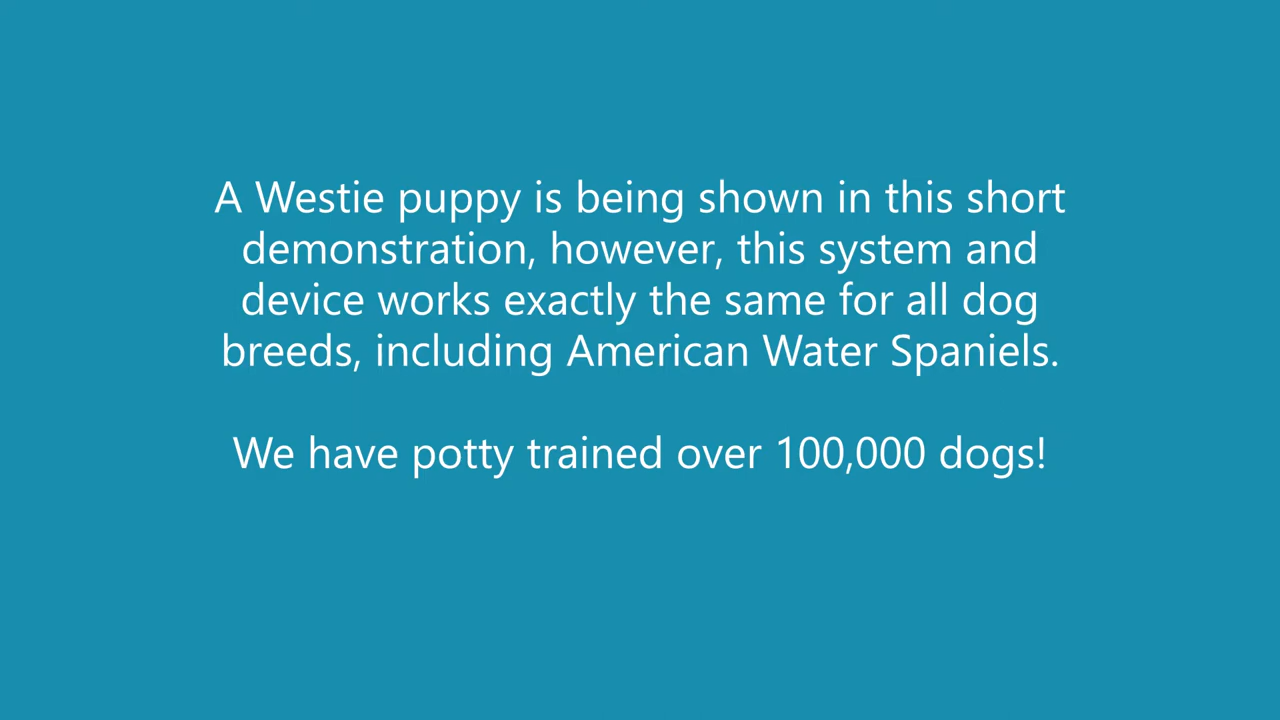 A Westie puppy is being shown in this short
demonstration, however, this system and
device works exactly the same for all dog
breeds, including American Water Spaniels.
We have potty trained over 100,000 dogs!